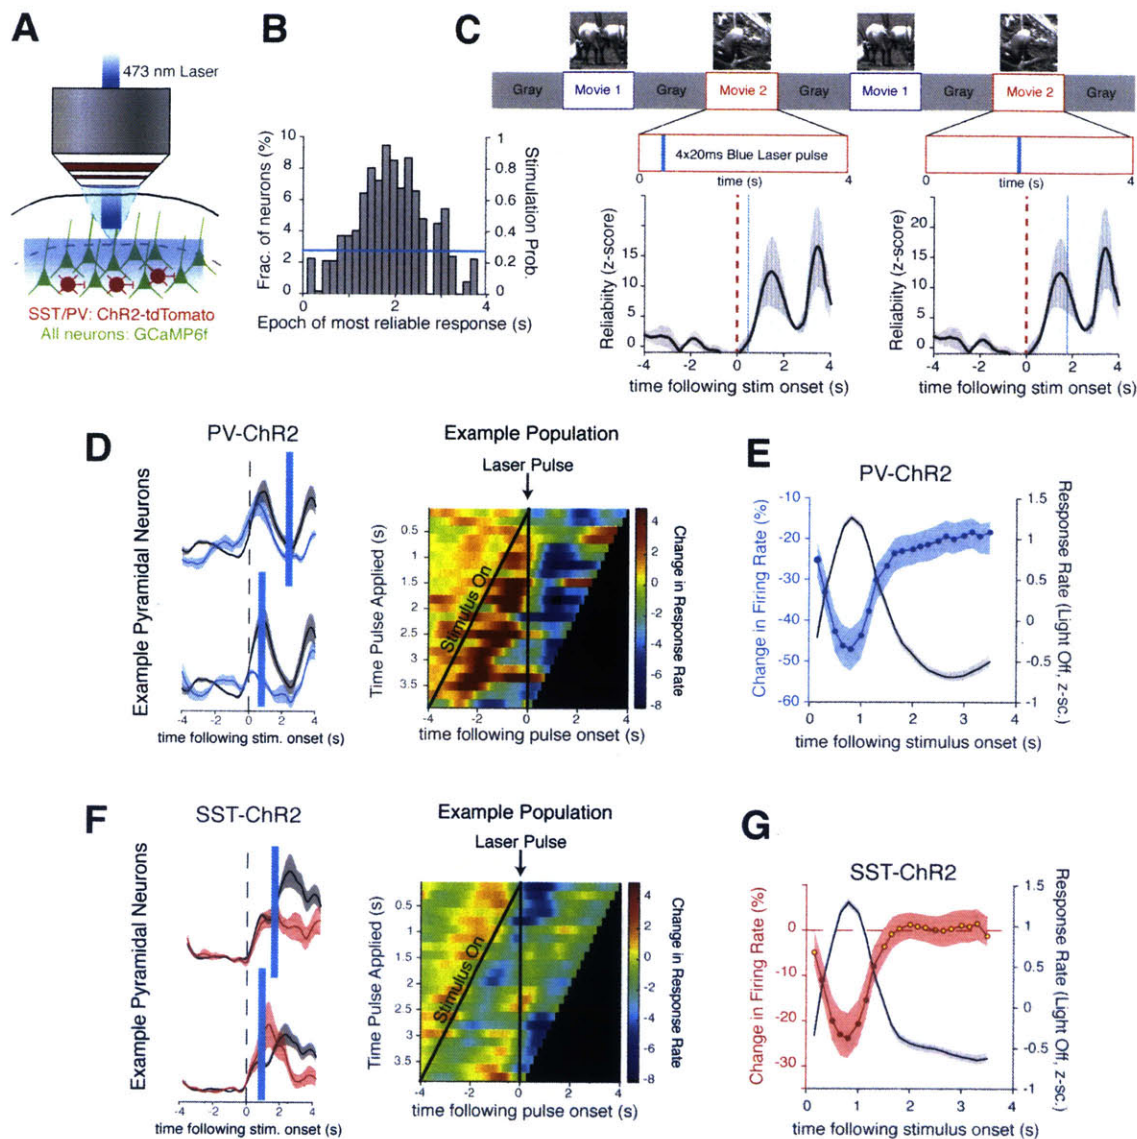 A
473 nm Laser
SST/PV: ChR2-tdTomato
All neurons: GCaMP6f
B
Frac. of neurons (%)
10
8
6
4
2
0
0
2
4
Epoch of most reliable response (s)
1
0.8
0.6
0.4
0.2
0
Stimulation Prob.
C
Gray
Movie 1
Gray
Movie 2
Gray
Movie 1
Gray
Movie 2
Gray
4x20ms Blue Laser pulse
0
time (s)
4
0
time (s)
4
Reliability (z-score)
15
10
5
0
-4
-2
0
2
4
time following stim onset (s)
Reliability (z-score)
20
15
10
5
0
-4
-2
0
2
4
time following stim onset (s)
D
PV-ChR2
Example Pyramidal Neurons
-4
-2
0
2
4
time following stim. onset (s)
Example Population
Laser Pulse
Time Pulse Applied (s)
0.5
1
1.5
2
2.5
3
3.5
Stimulus On
-4
-2
0
2
4
time following pulse onset (s)
4
2
0
-2
-4
-6
-8
Change in Response Rate
E
PV-ChR2
Change in Firing Rate (%)
-10
-20
-30
-40
-50
-60
0
1
2
3
4
time following stimulus onset (s)
1.5
1
0.5
0
-0.5
-1
Response Rate (Light Off, z-sc.)
F
SST-ChR2
Example Pyramidal Neurons
-4
-2
0
2
4
time following stim. onset (s)
Example Population
Laser Pulse
Time Pulse Applied (s)
0.5
1
1.5
2
2.5
3
3.5
Stimulus On
-4
-2
0
2
4
time following pulse onset (s)
4
2
0
-2
-4
-6
-8
Change in Response Rate
G
SST-ChR2
Change in Firing Rate (%)
0
-10
-20
-30
0
1
2
3
4
time following stimulus onset (s)
1.5
1
0.5
0
-0.5
-1
Response Rate (Light Off, z-sc.)